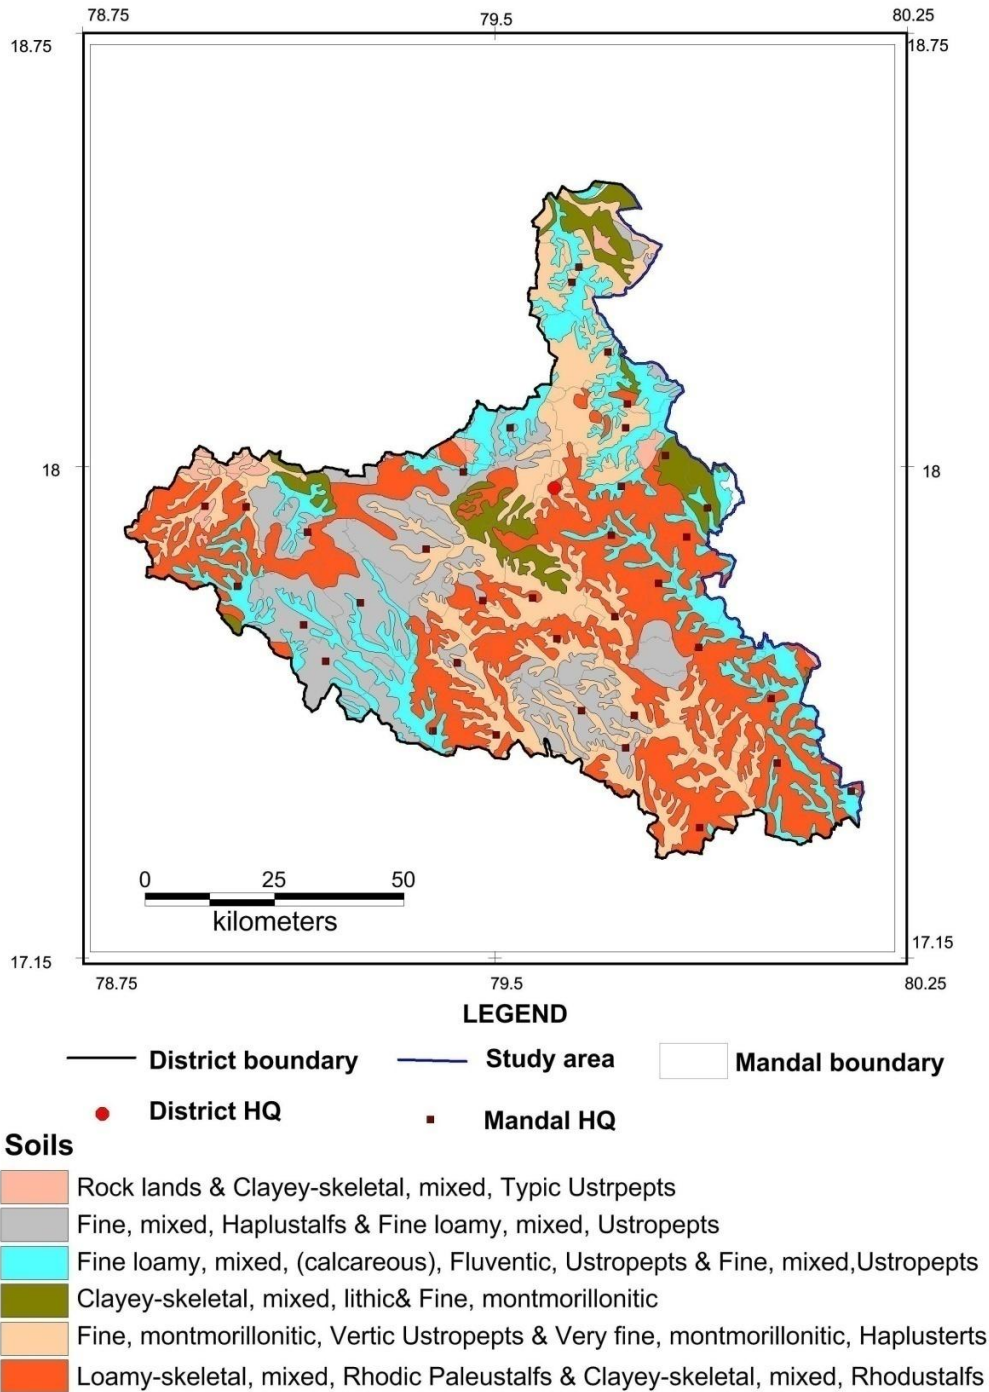 78.75 79.5 80.25
18.75 18.75
18 18
0 25 50
kilometers
17.15 17.15
78.75 79.5 80.25
LEGEND
District boundary Study area Mandal boundary
District HQ Mandal HQ
Soils
Rock lands & Clayey-skeletal, mixed, Typic Ustrpepts
Fine, mixed, Haplustalfs & Fine loamy, mixed, Ustropepts
Fine loamy, mixed, (calcareous), Fluventic, Ustropepts & Fine, mixed,Ustropepts
Clayey-skeletal, mixed, lithic& Fine, montmorillonitic
Fine, montmorillonitic, Vertic Ustropepts & Very fine, montmorillonitic, Haplusterts
Loamy-skeletal, mixed, Rhodic Paleustalfs & Clayey-skeletal, mixed, Rhodustalfs